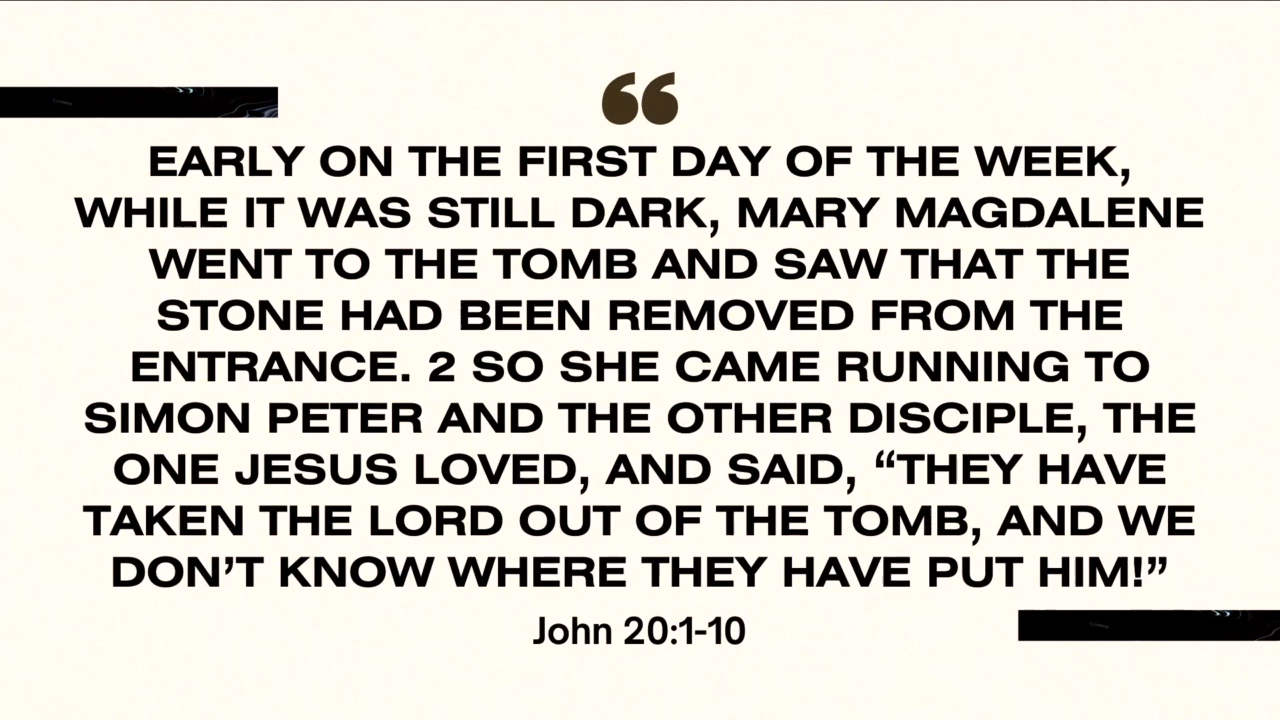 “
EARLY ON THE FIRST DAY OF THE WEEK,
WHILE IT WAS STILL DARK, MARY MAGDALENE
WENT TO THE TOMB AND SAW THAT THE
STONE HAD BEEN REMOVED FROM THE
ENTRANCE. 2 SO SHE CAME RUNNING TO
SIMON PETER AND THE OTHER DISCIPLE, THE
ONE JESUS LOVED, AND SAID, “THEY HAVE
TAKEN THE LORD OUT OF THE TOMB, AND WE
DON’T KNOW WHERE THEY HAVE PUT HIM!”
John 20:1-10